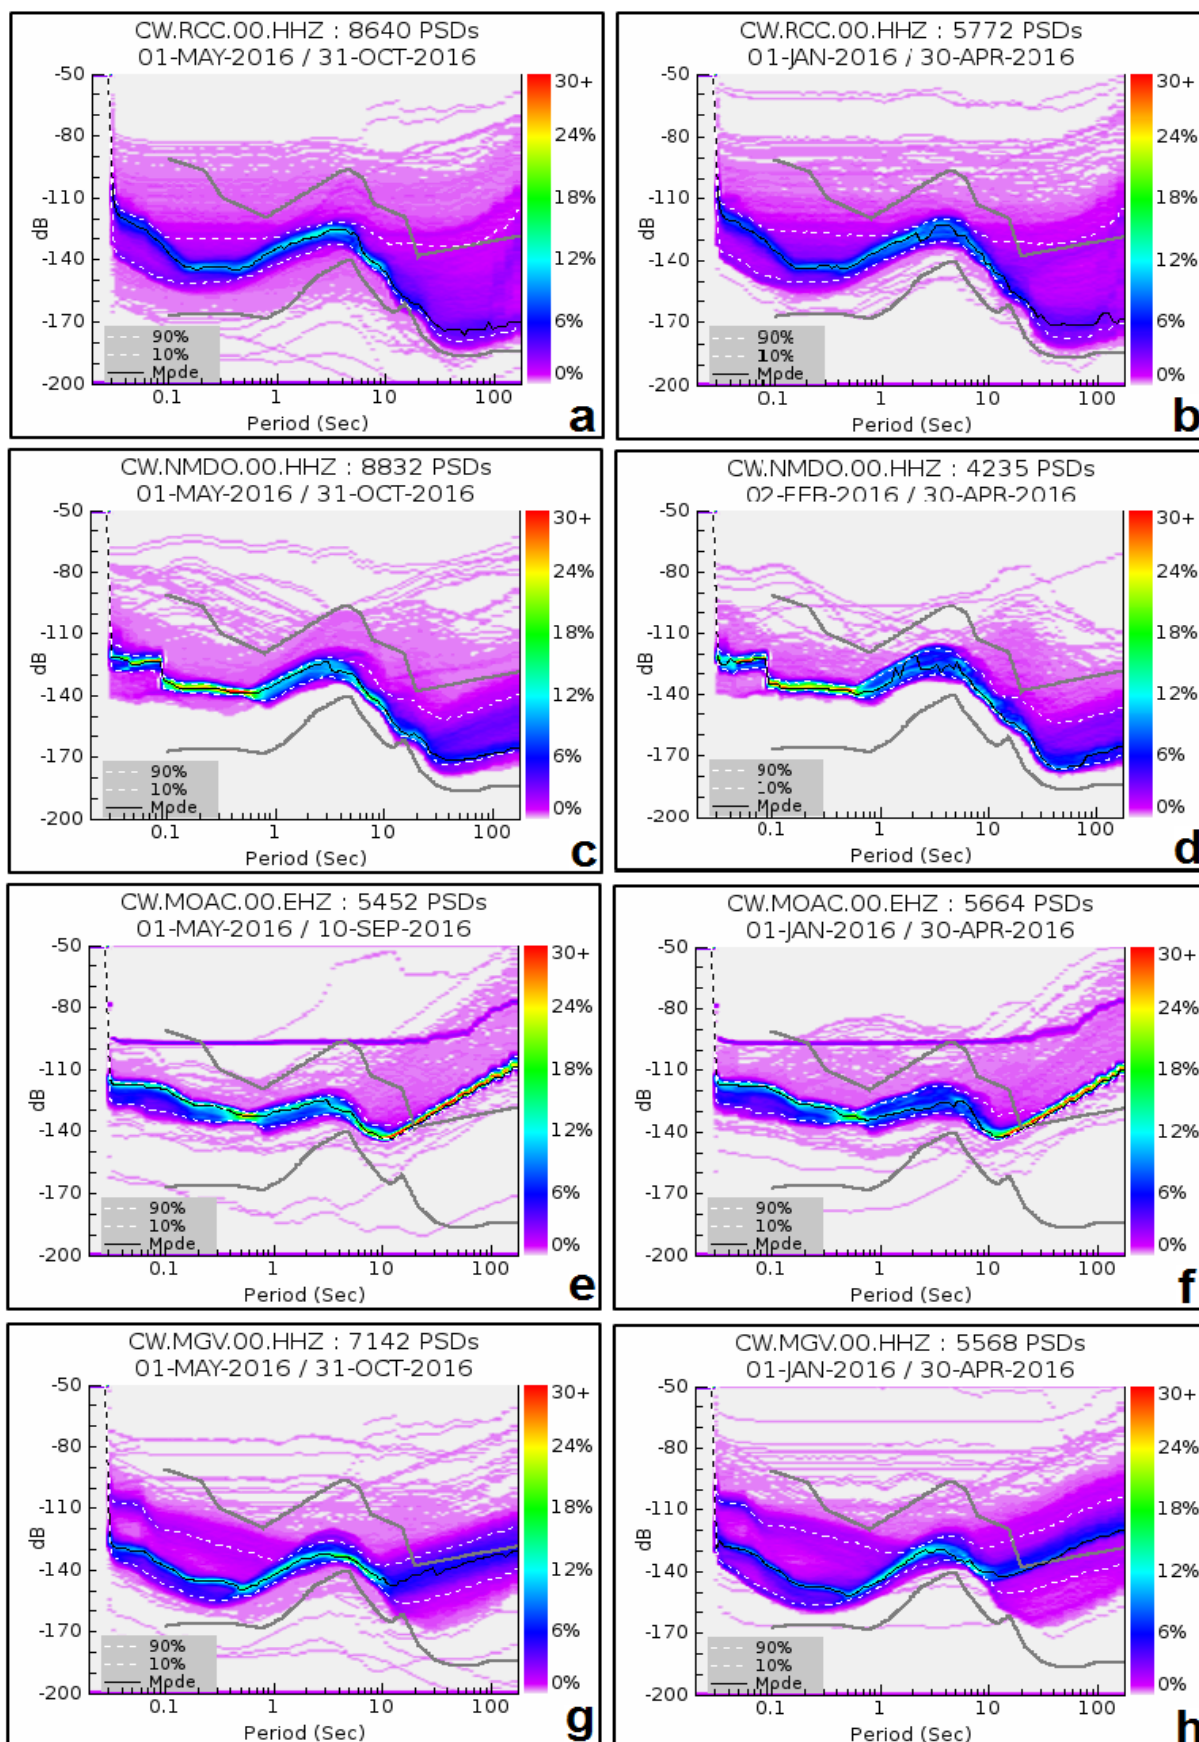 CW.RCC.00.HHZ : 8640 PSDs
01-MAY-2016 / 31-OCT-2016
-50
-80
-110
-140
-170
-200
dB
30+
24%
18%
12%
6%
0%
90%
10%
Mode
0.1 1 10 100
Period (Sec)
a
CW.RCC.00.HHZ : 5772 PSDs
01-JAN-2016 / 30-APR-2016
-50
-80
-110
-140
-170
-200
dB
30+
24%
18%
12%
6%
0%
90%
10%
Mode
0.1 1 10 100
Period (Sec)
b
CW.NMDO.00.HHZ : 8832 PSDs
01-MAY-2016 / 31-OCT-2016
-50
-80
-110
-140
-170
-200
dB
30+
24%
18%
12%
6%
0%
90%
10%
Mode
0.1 1 10 100
Period (Sec)
c
CW.NMDO.00.HHZ : 4235 PSDs
02-FEB-2016 / 30-APR-2016
-50
-80
-110
-140
-170
-200
dB
30+
24%
18%
12%
6%
0%
90%
10%
Mode
0.1 1 10 100
Period (Sec)
d
CW.MOAC.00.EHZ : 5452 PSDs
01-MAY-2016 / 10-SEP-2016
-50
-80
-110
-140
-170
-200
dB
30+
24%
18%
12%
6%
0%
90%
10%
Mode
0.1 1 10 100
Period (Sec)
e
CW.MOAC.00.EHZ : 5664 PSDs
01-JAN-2016 / 30-APR-2016
-50
-80
-110
-140
-170
-200
dB
30+
24%
18%
12%
6%
0%
90%
10%
Mode
0.1 1 10 100
Period (Sec)
f
CW.MGV.00.HHZ : 7142 PSDs
01-MAY-2016 / 31-OCT-2016
-50
-80
-110
-140
-170
-200
dB
30+
24%
18%
12%
6%
0%
90%
10%
Mode
0.1 1 10 100
Period (Sec)
g
CW.MGV.00.HHZ : 5568 PSDs
01-JAN-2016 / 30-APR-2016
-50
-80
-110
-140
-170
-200
dB
30+
24%
18%
12%
6%
0%
90%
10%
Mode
0.1 1 10 100
Period (Sec)
h